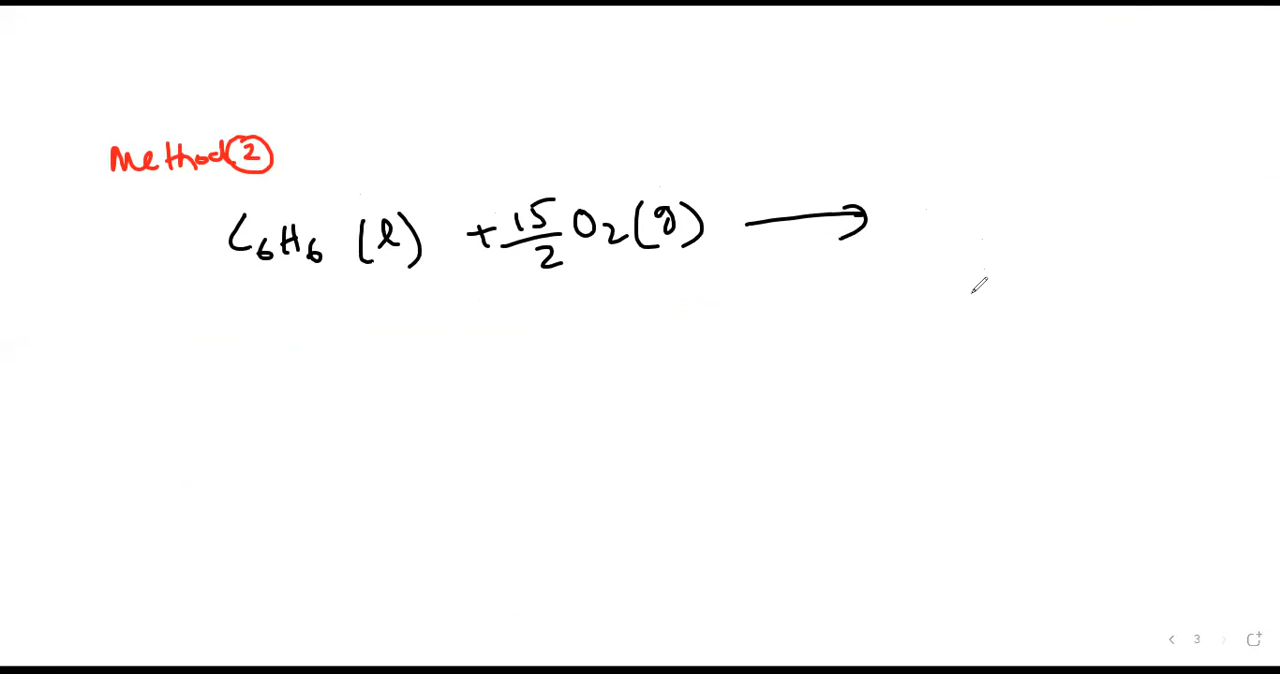 Method ②
C₆H₆ (l) + 15/2 O₂ (g) ⟶
3